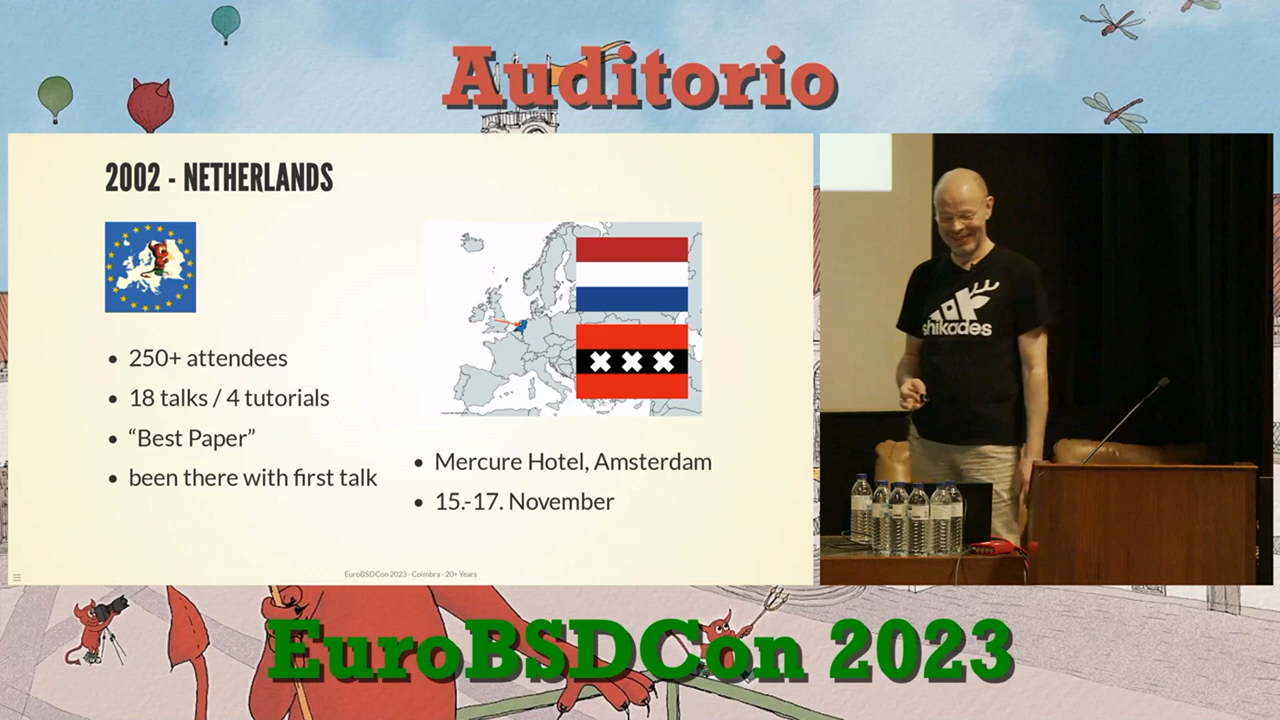 Auditorio
2002 - NETHERLANDS
250+ attendees
18 talks / 4 tutorials
“Best Paper”
been there with first talk
Mercure Hotel, Amsterdam
15.-17. November
EuroBSDCon 2023 - Coimbra - 20+ Years
shikades
EuroBSDCon 2023